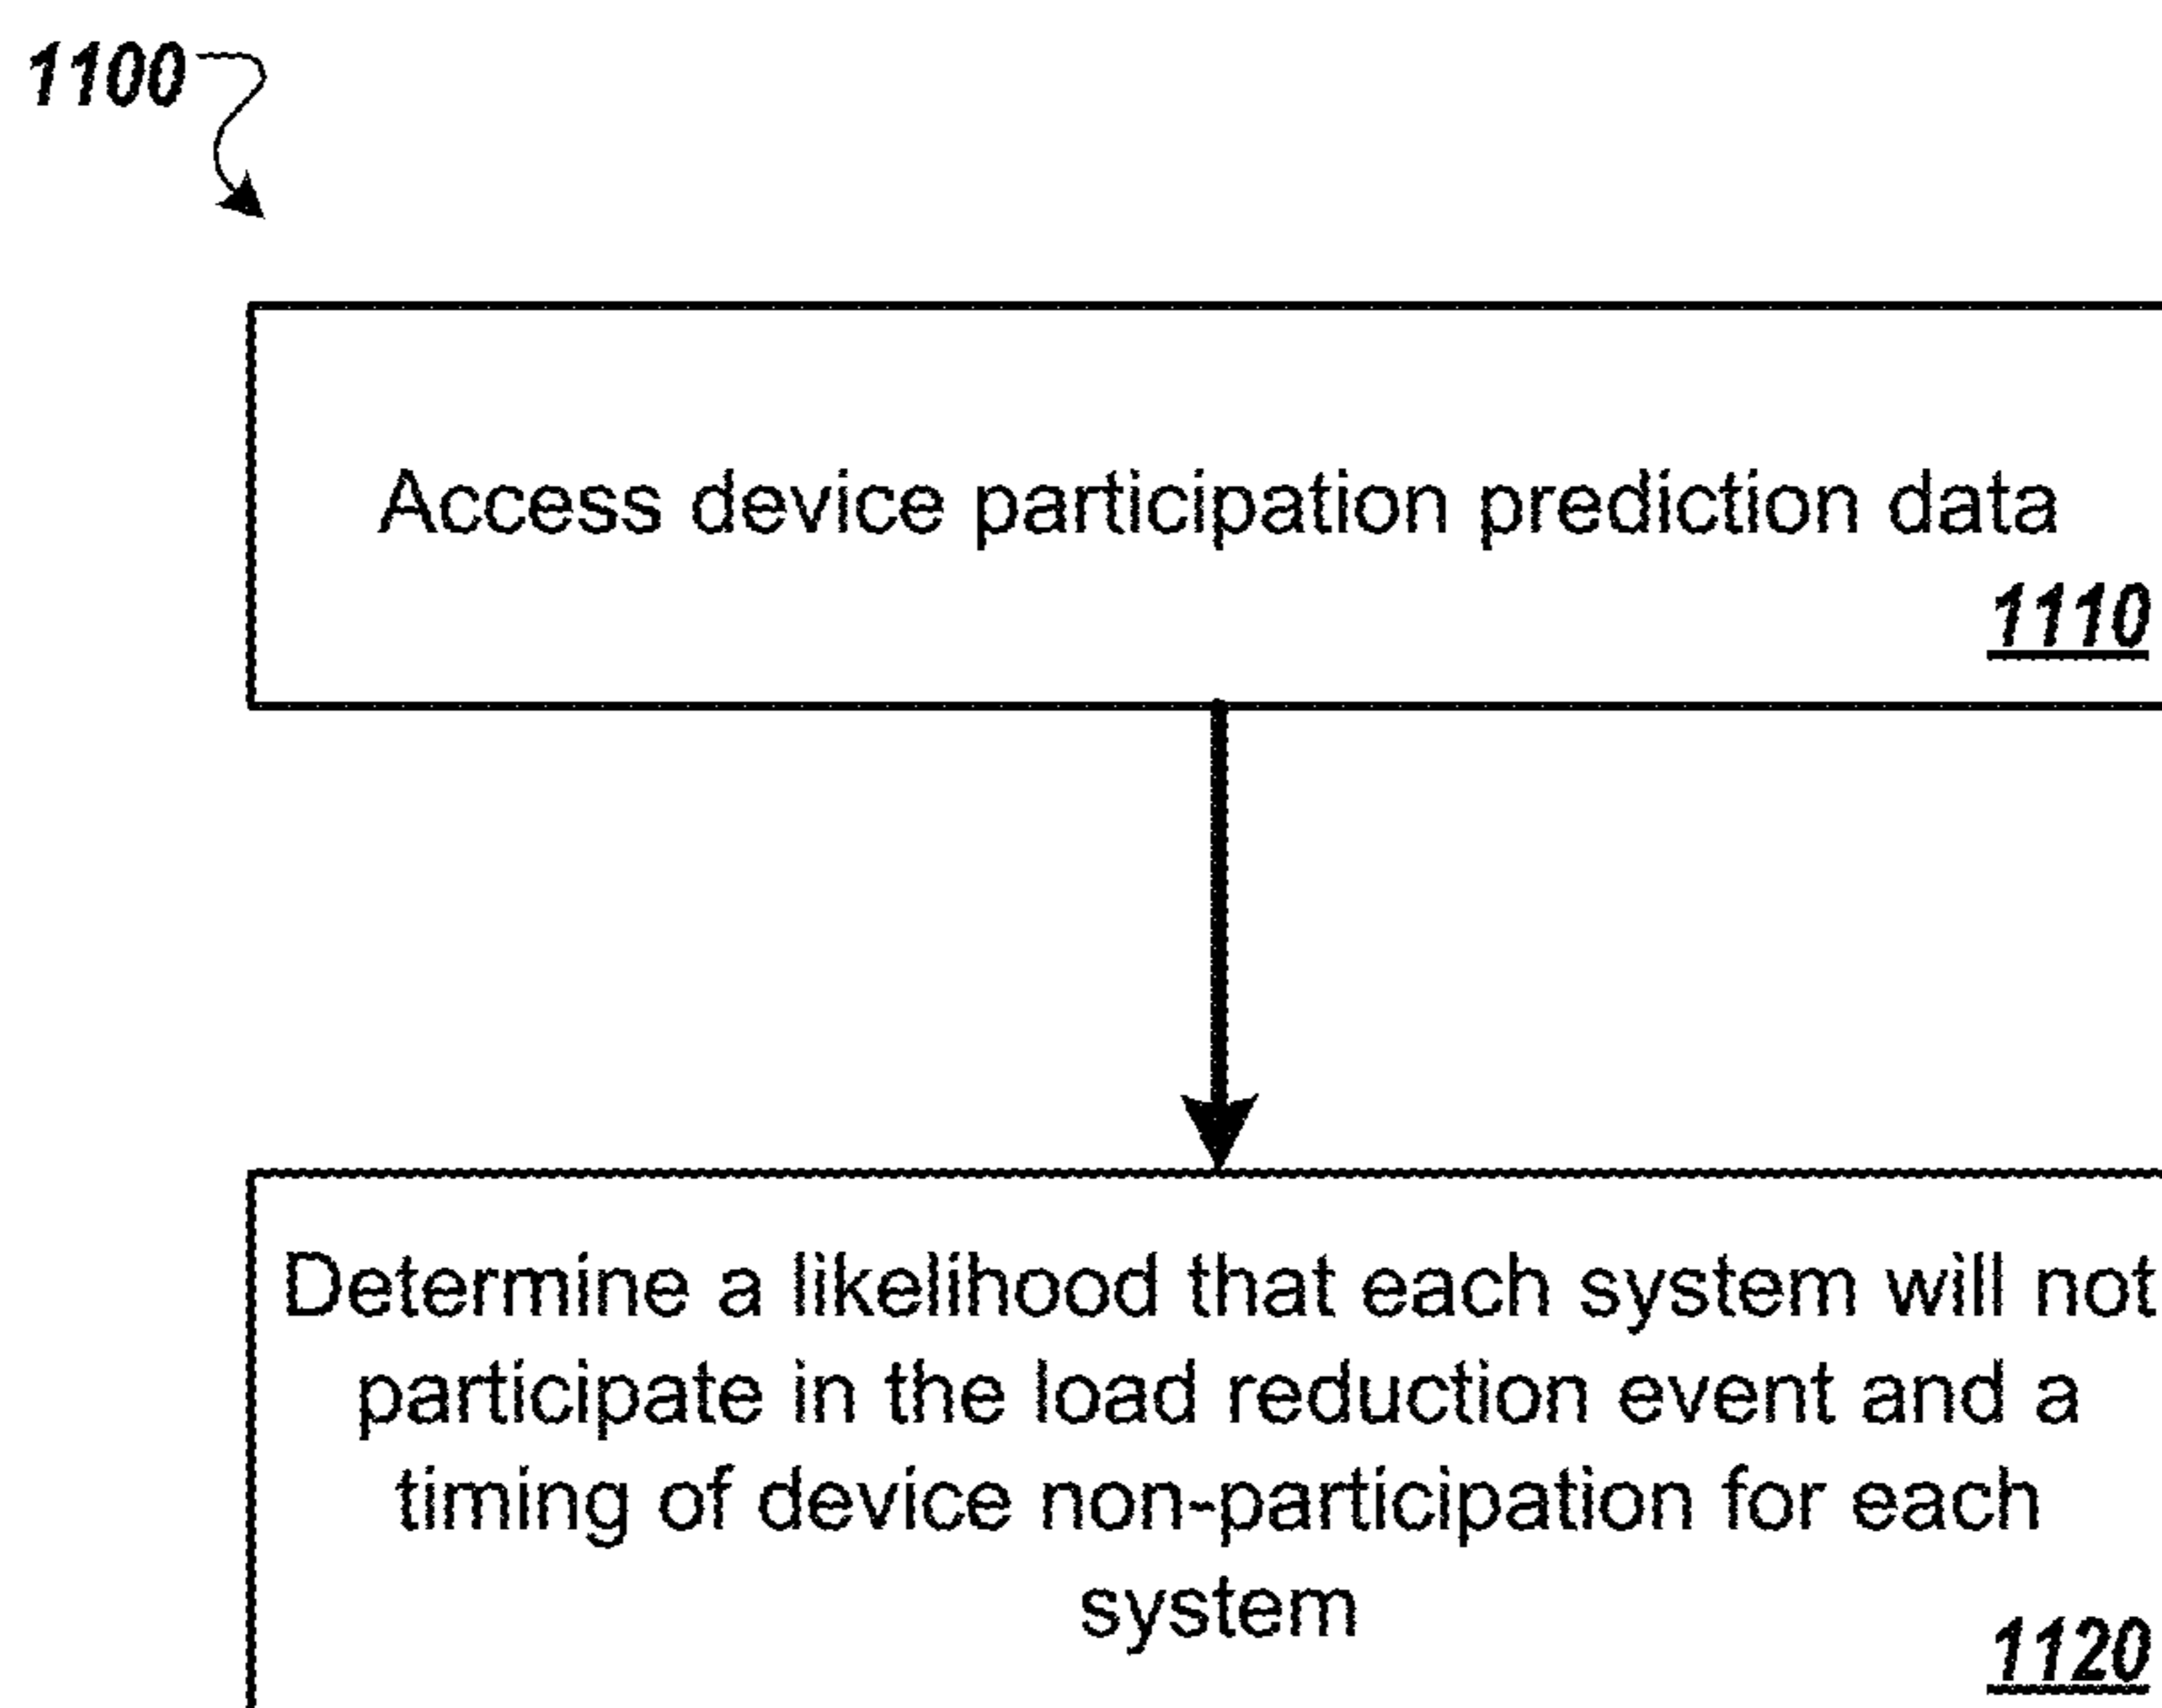 1100
Access device participation prediction data
1110
Determine a likelihood that each system will not
participate in the load reduction event and a
timing of device non-participation for each
system
1120